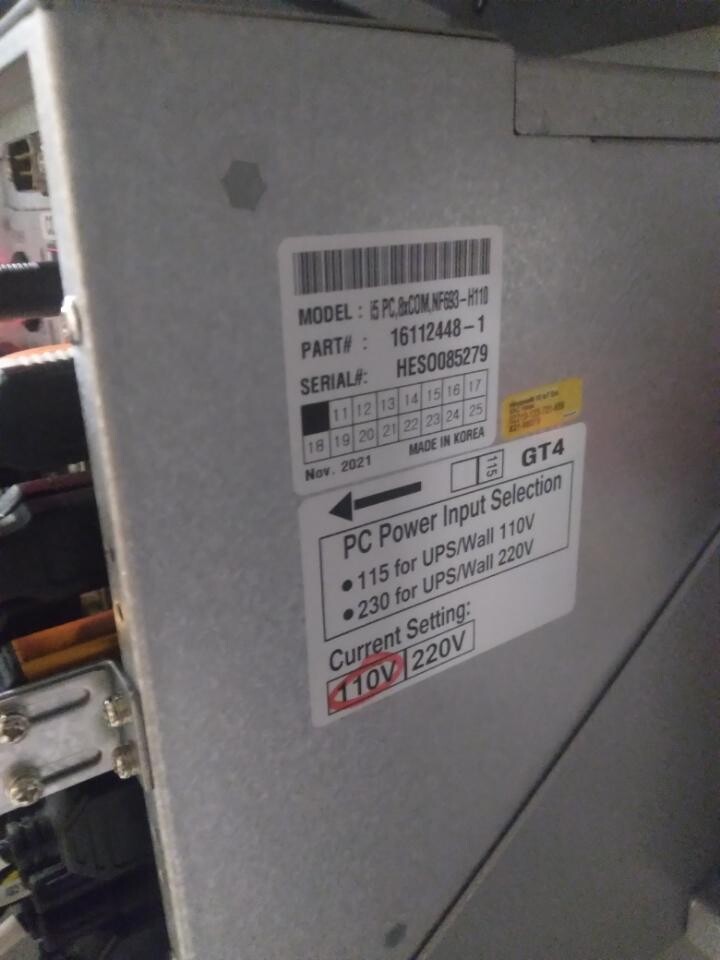 MODEL : i5 PC,8xCOM,NF693-H110
PART# : 16112448-1
SERIAL#: HES0085279
11 12 13 14 15 16 17
18 19 20 21 22 23 24 25
Nov. 2021 MADE IN KOREA
115 GT4
PC Power Input Selection
• 115 for UPS/Wall 110V
• 230 for UPS/Wall 220V
Current Setting:
110V 220V